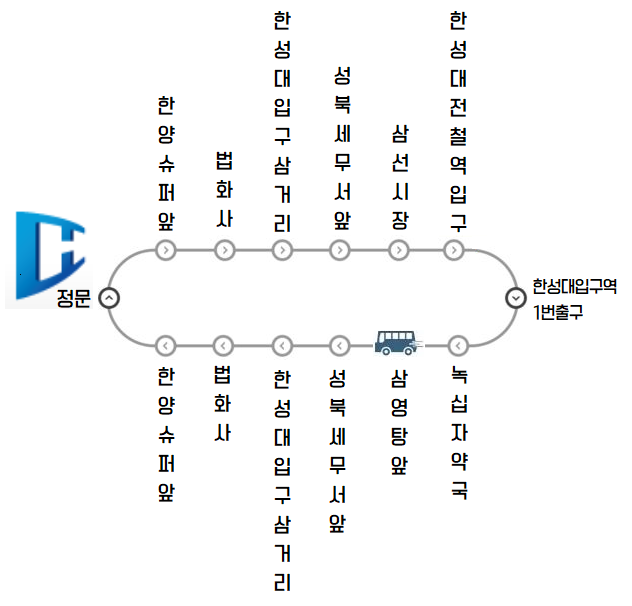 한양슈퍼앞
법화사
한성대입구삼거리
성북세무서앞
삼선시장
한성대전철역입구
정문
한성대입구역
1번출구
한양슈퍼앞
법화사
한성대입구삼거리
성북세무서앞
삼영탕앞
녹십자약국